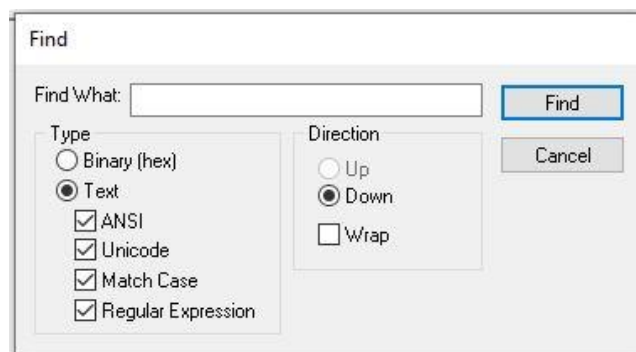 Find
Find What:
Find
Type
Direction
Binary (hex)
Up
Cancel
Text
Down
ANSI
Wrap
Unicode
Match Case
Regular Expression